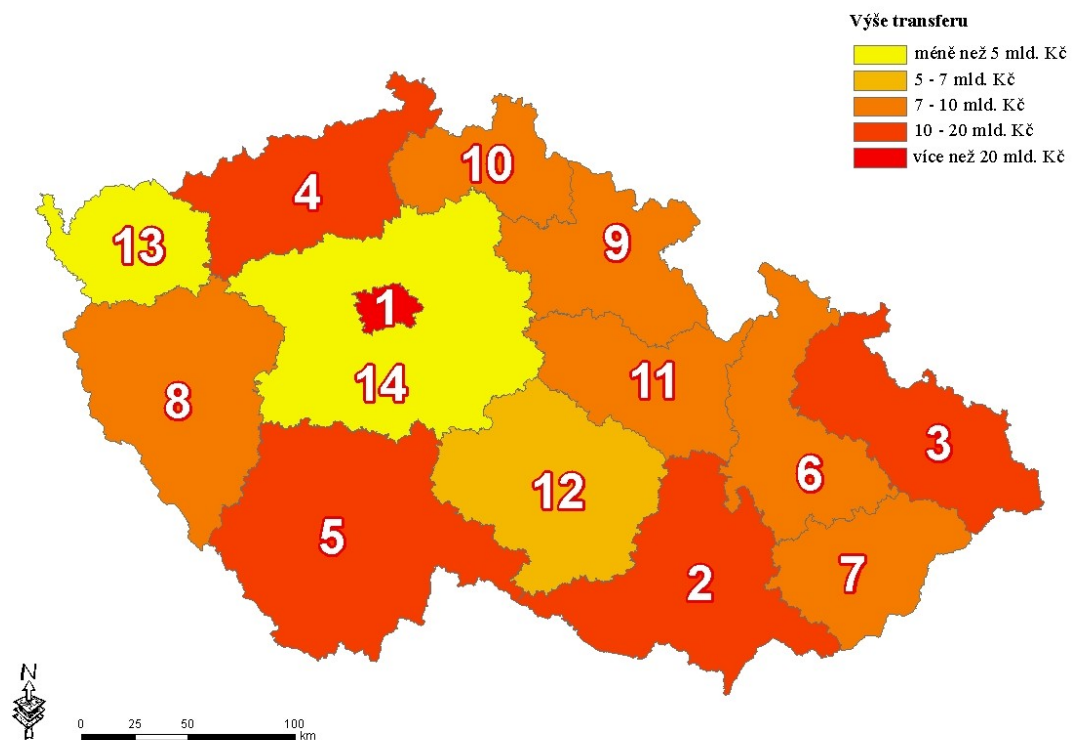 Výše transferu
méně než 5 mld. Kč
5 - 7 mld. Kč
7 - 10 mld. Kč
10 - 20 mld. Kč
více než 20 mld. Kč
10
4
13
9
1
14
11
8
3
6
12
5
7
2
N
0 25 50 100
km